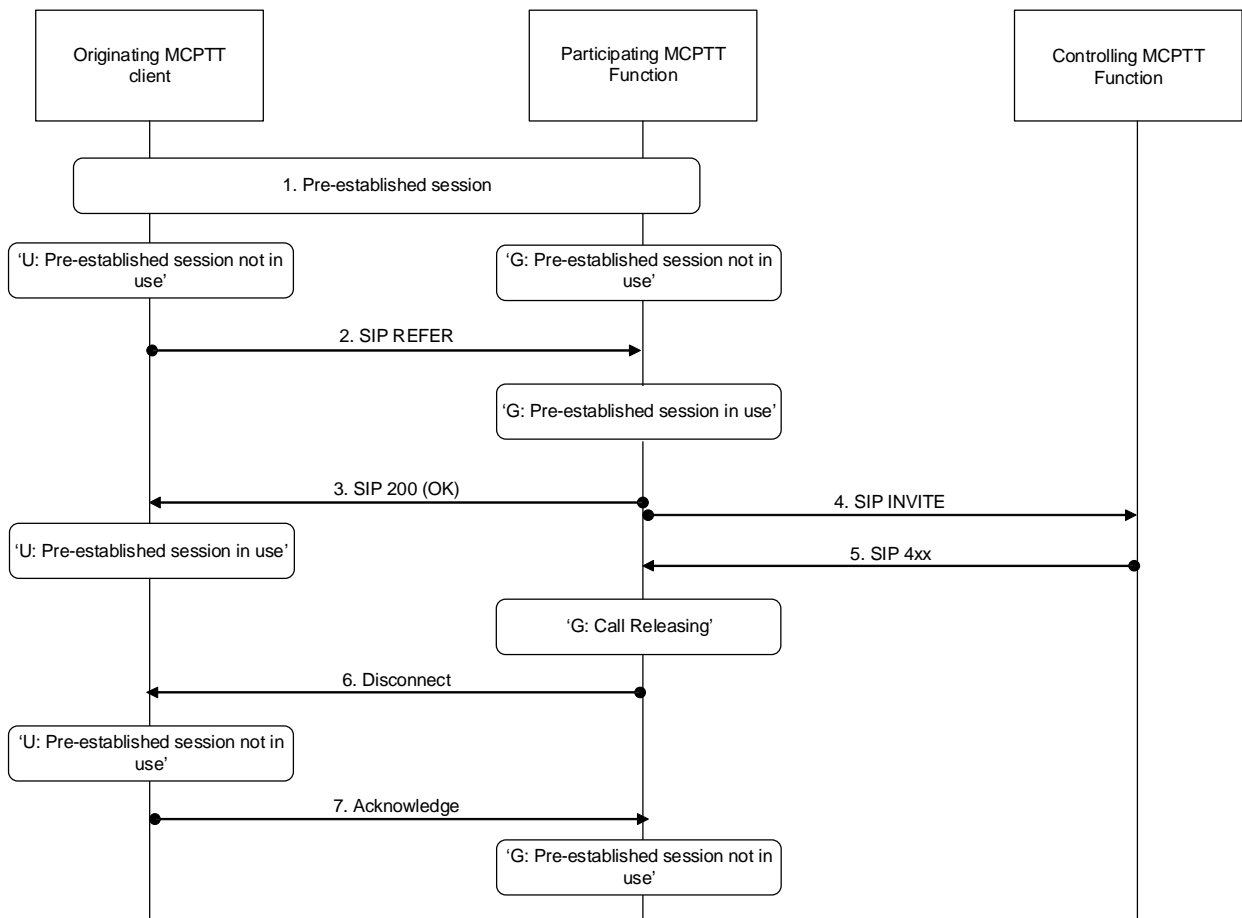 Originating MCPTT
client
Participating MCPTT
Function
Controlling MCPTT
Function
1. Pre-established session
‘U: Pre-established session not in
use’
‘G: Pre-established session not in
use’
2. SIP REFER
‘G: Pre-established session in use’
3. SIP 200 (OK)
4. SIP INVITE
‘U: Pre-established session in use’
5. SIP 4xx
‘G: Call Releasing’
6. Disconnect
‘U: Pre-established session not in
use’
7. Acknowledge
‘G: Pre-established session not in
use’